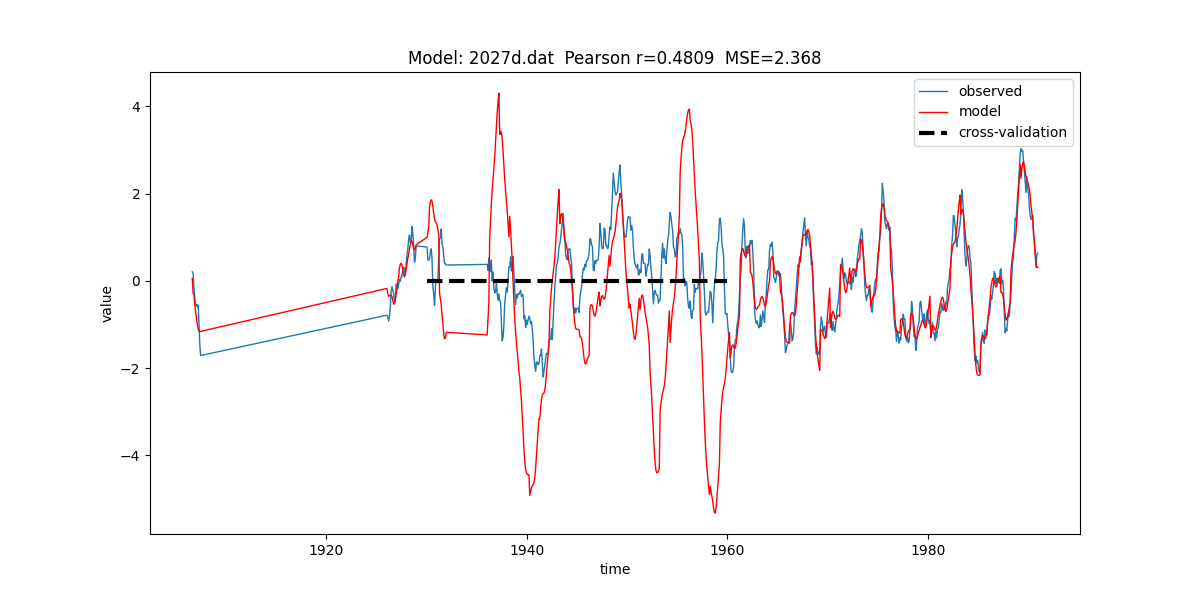 Model: 2027d.dat  Pearson r=0.4809  MSE=2.368
observed
model
cross-validation
4
2
0
−2
−4
value
1920
1940
1960
1980
time